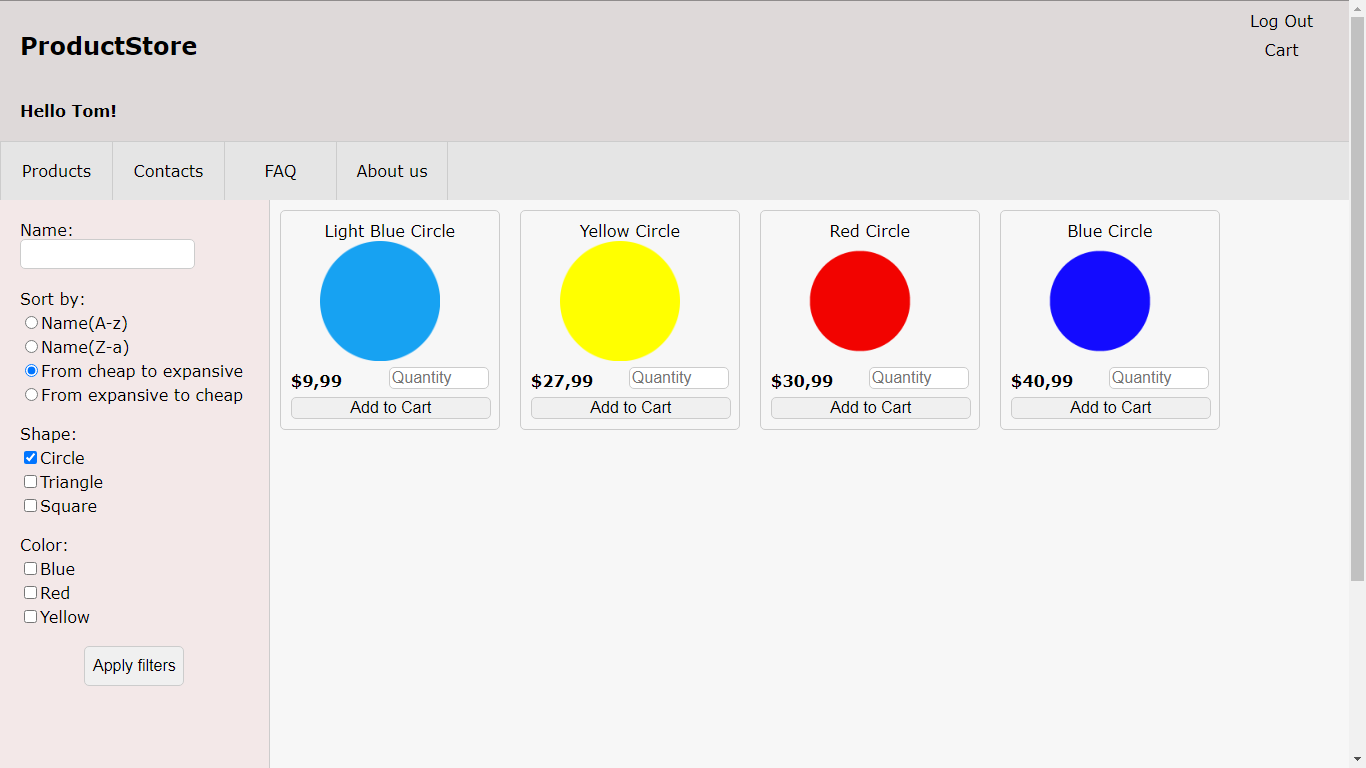 Log Out
ProductStore
Cart
Hello Tom!
Products Contacts FAQ About us
Name:
Sort by:
Name(A-z)
Name(Z-a)
From cheap to expansive
From expansive to cheap
Shape:
Circle
Triangle
Square
Color:
Blue
Red
Yellow
Apply filters
Light Blue Circle
$9,99 Quantity
Add to Cart
Yellow Circle
$27,99 Quantity
Add to Cart
Red Circle
$30,99 Quantity
Add to Cart
Blue Circle
$40,99 Quantity
Add to Cart